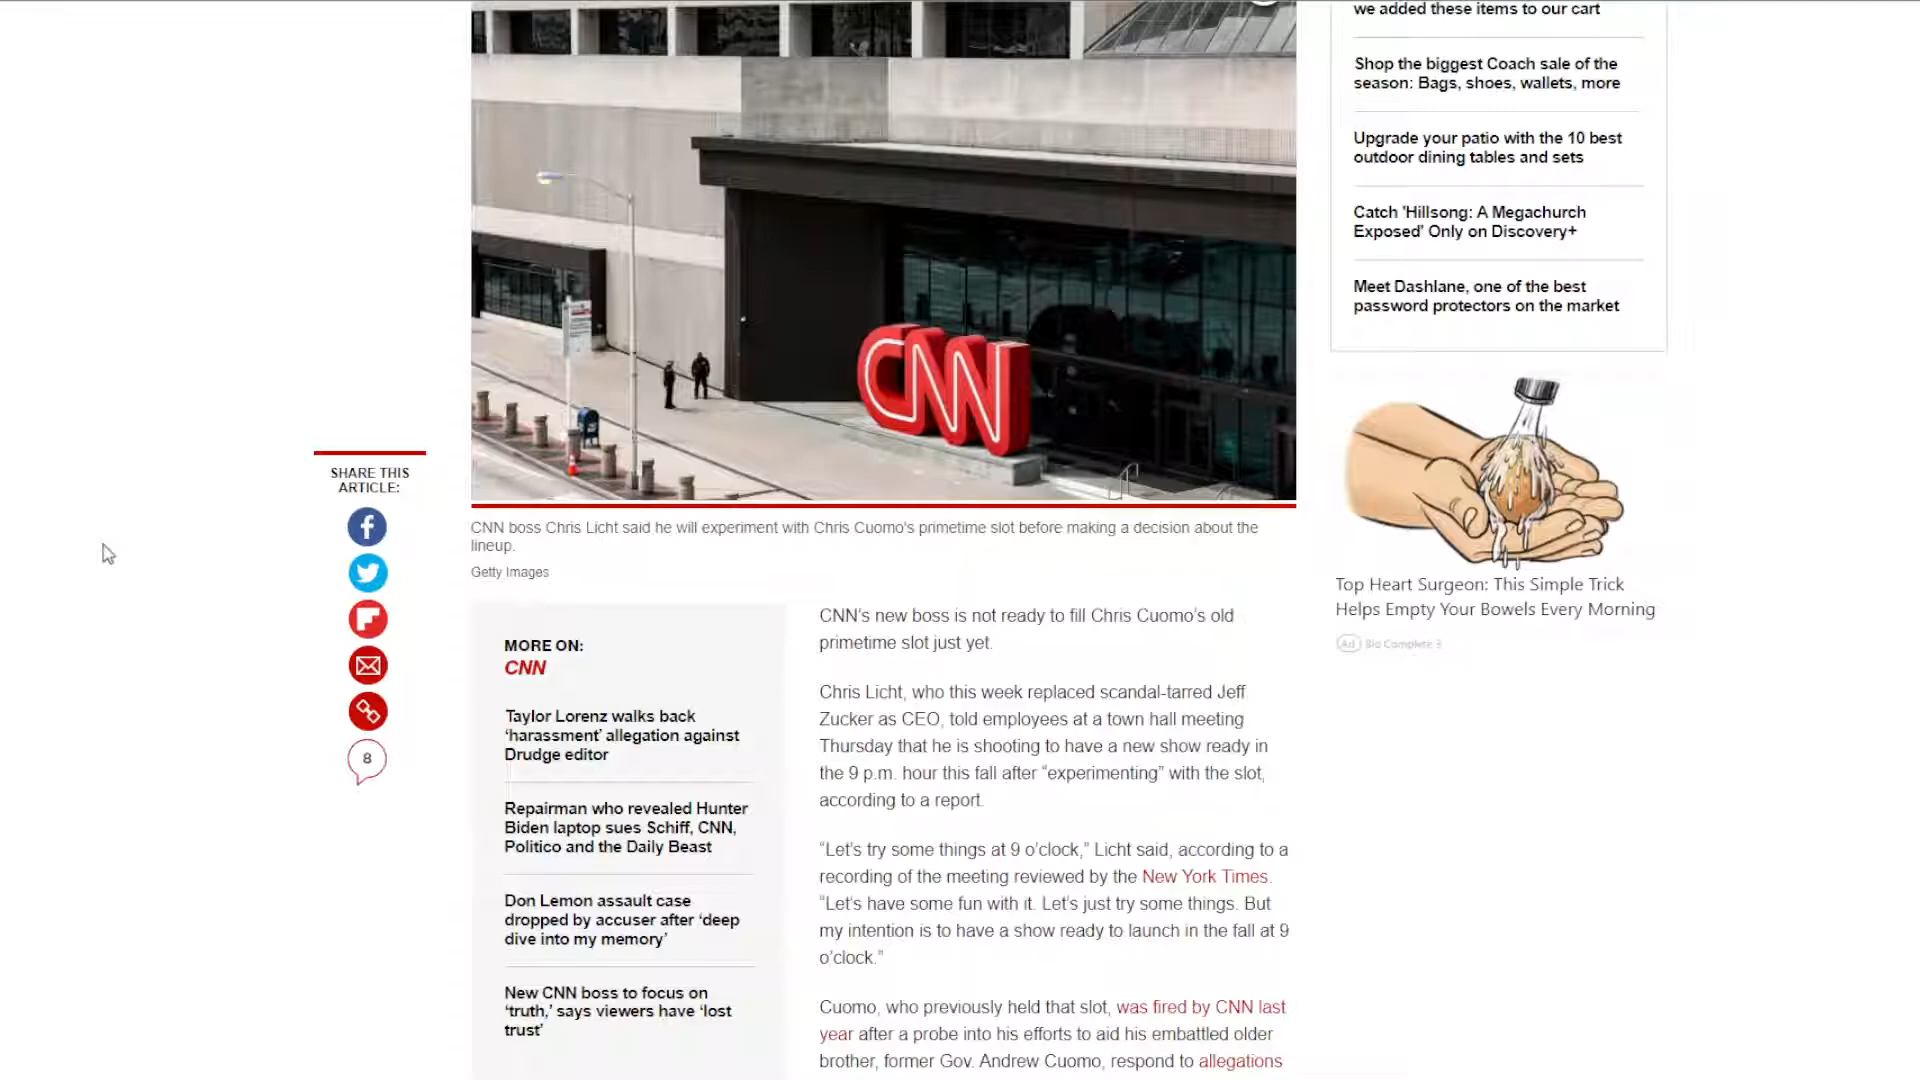 we added these items to our cart
Shop the biggest Coach sale of the
season: Bags, shoes, wallets, more
Upgrade your patio with the 10 best
outdoor dining tables and sets
Catch 'Hillsong: A Megachurch
Exposed' Only on Discovery+
Meet Dashlane, one of the best
password protectors on the market
CNN
SHARE THIS
ARTICLE:
8
CNN boss Chris Licht said he will experiment with Chris Cuomo's primetime slot before making a decision about the
lineup.
Getty Images
MORE ON:
CNN
Taylor Lorenz walks back
‘harassment’ allegation against
Drudge editor
Repairman who revealed Hunter
Biden laptop sues Schiff, CNN,
Politico and the Daily Beast
Don Lemon assault case
dropped by accuser after ‘deep
dive into my memory’
New CNN boss to focus on
‘truth,’ says viewers have ‘lost
trust’
CNN’s new boss is not ready to fill Chris Cuomo’s old
primetime slot just yet.
Chris Licht, who this week replaced scandal-tarred Jeff
Zucker as CEO, told employees at a town hall meeting
Thursday that he is shooting to have a new show ready in
the 9 p.m. hour this fall after “experimenting” with the slot,
according to a report.
“Let’s try some things at 9 o’clock,” Licht said, according to a
recording of the meeting reviewed by the New York Times.
“Let’s have some fun with it. Let’s just try some things. But
my intention is to have a show ready to launch in the fall at 9
o’clock.”
Cuomo, who previously held that slot, was fired by CNN last
year after a probe into his efforts to aid his embattled older
brother, former Gov. Andrew Cuomo, respond to allegations
Top Heart Surgeon: This Simple Trick
Helps Empty Your Bowels Every Morning
Ad Bio Complete 3